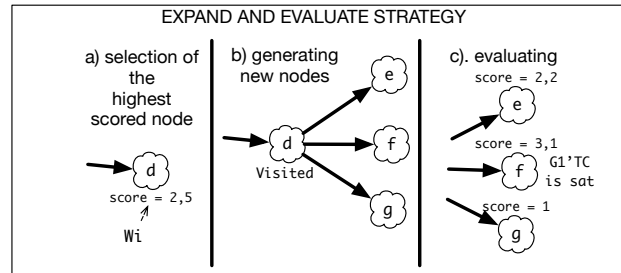 EXPAND AND EVALUATE STRATEGY
a) selection of
the
highest
scored node
d
score = 2,5
Wi
b) generating
new nodes
e
d
f
Visited
g
c). evaluating
score = 2,2
e
score = 3,1
f
G1'TC
is sat
score = 1
g